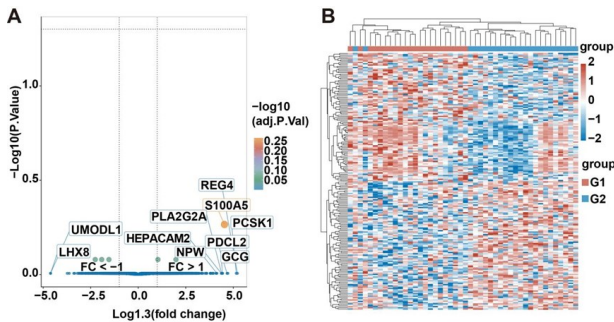 A
−Log10(P.Value)
1.0
0.5
0.0
−5.0
−2.5
0.0
2.5
5.0
Log1.3(fold change)
UMODL1
LHX8
FC < −1
FC > 1
REG4
S100A5
PLA2G2A
PCSK1
HEPACAM2
PDCL2
NPW
GCG
−log10
(adj.P.Val)
0.25
0.20
0.15
0.10
0.05
B
group
2
1
0
−1
−2
group
G1
G2